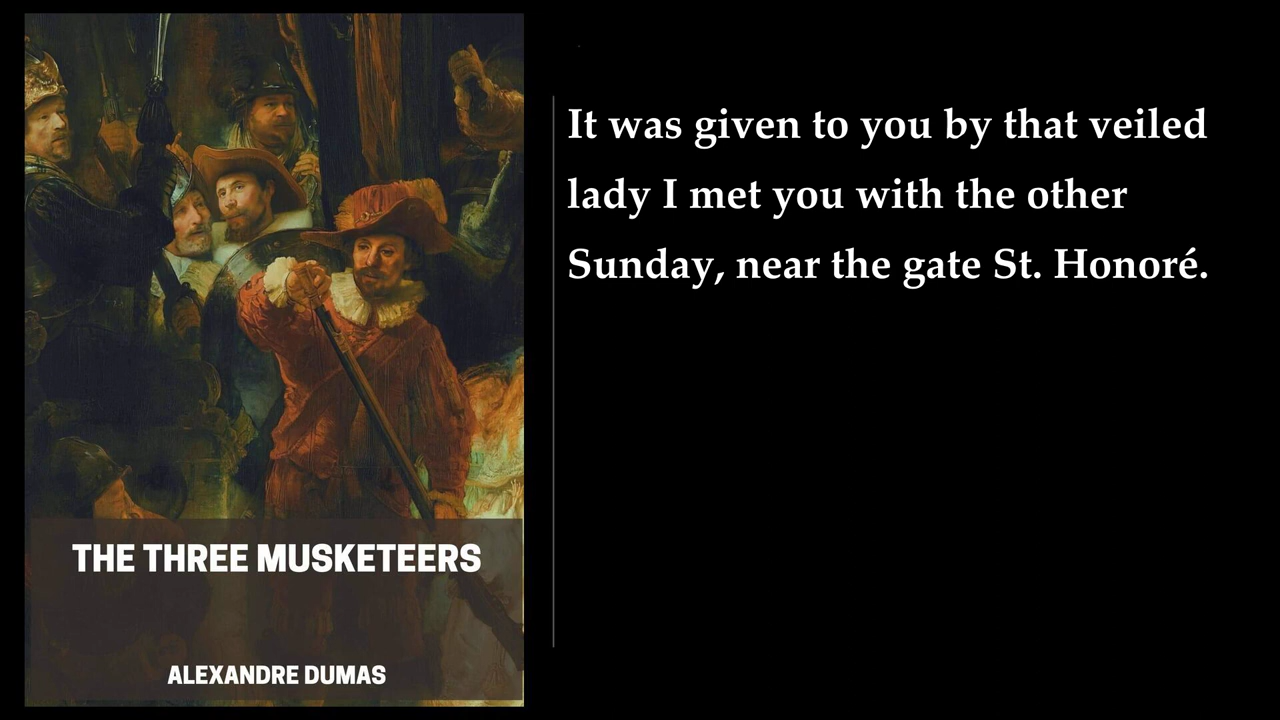 THE THREE MUSKETEERS
ALEXANDRE DUMAS
It was given to you by that veiled
lady I met you with the other
Sunday, near the gate St. Honoré.